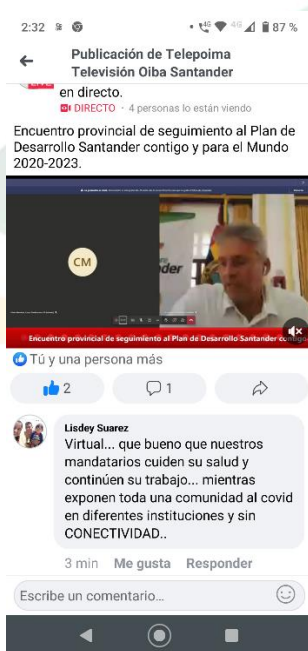 2:32
4G 4G 87 %
Publicación de Telepoima
Televisión Oiba Santander
en directo.
DIRECTO · 4 personas lo están viendo
Encuentro provincial de seguimiento al Plan de
Desarrollo Santander contigo y para el Mundo
2020-2023.
CM
der
Encuentro provincial de seguimiento al Plan de Desarrollo Santander contigo
Tú y una persona más
2
1
Lisdey Suarez
Virtual... que bueno que nuestros
mandatarios cuiden su salud y
continúen su trabajo... mientras
exponen toda una comunidad al covid
en diferentes instituciones y sin
CONECTIVIDAD..
3 min Me gusta Responder
Escribe un comentario...